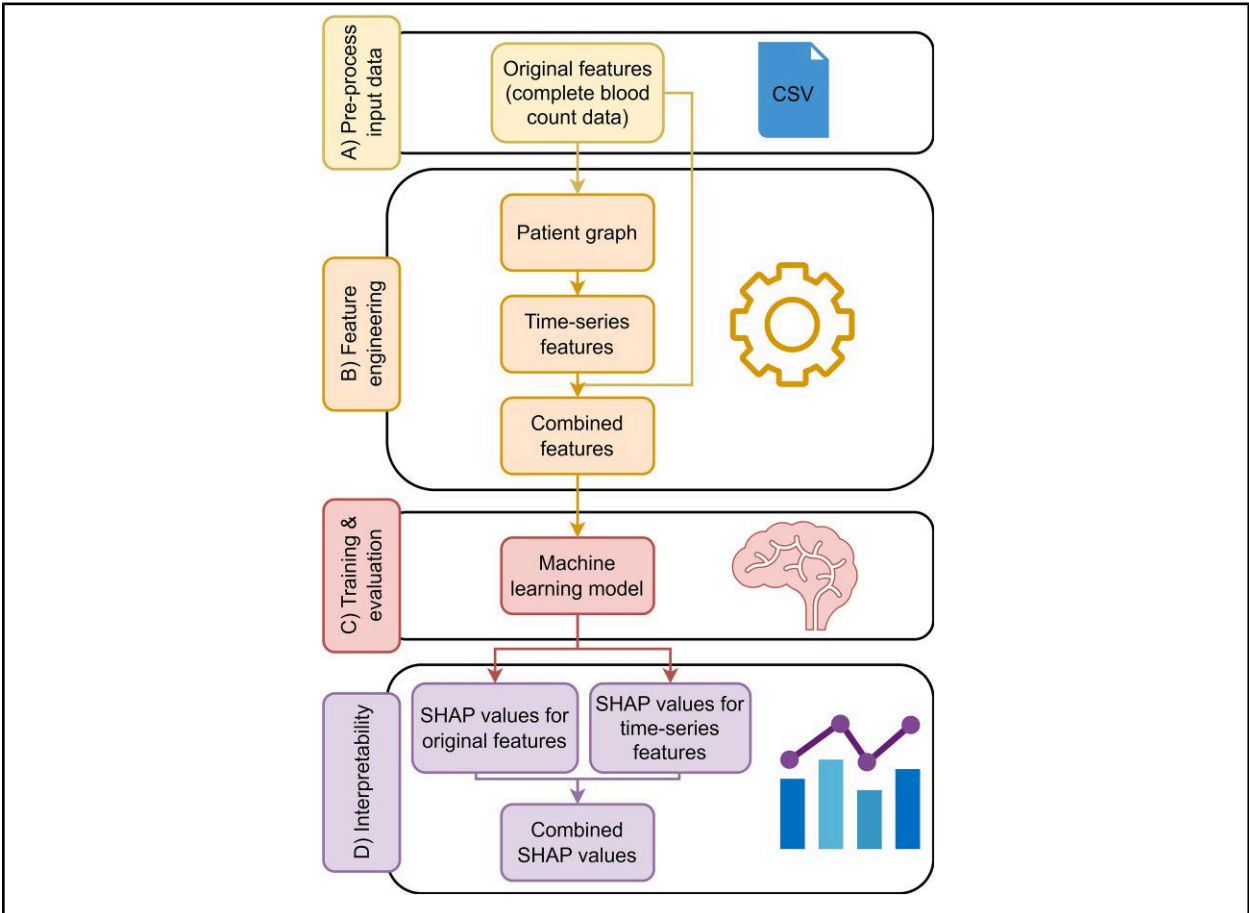 A) Pre-process
input data
Original features
(complete blood
count data)
CSV
B) Feature
engineering
Patient graph
Time-series
features
Combined
features
C) Training &
evaluation
Machine
learning model
D) Interpretability
SHAP values for
original features
SHAP values for
time-series
features
Combined
SHAP values